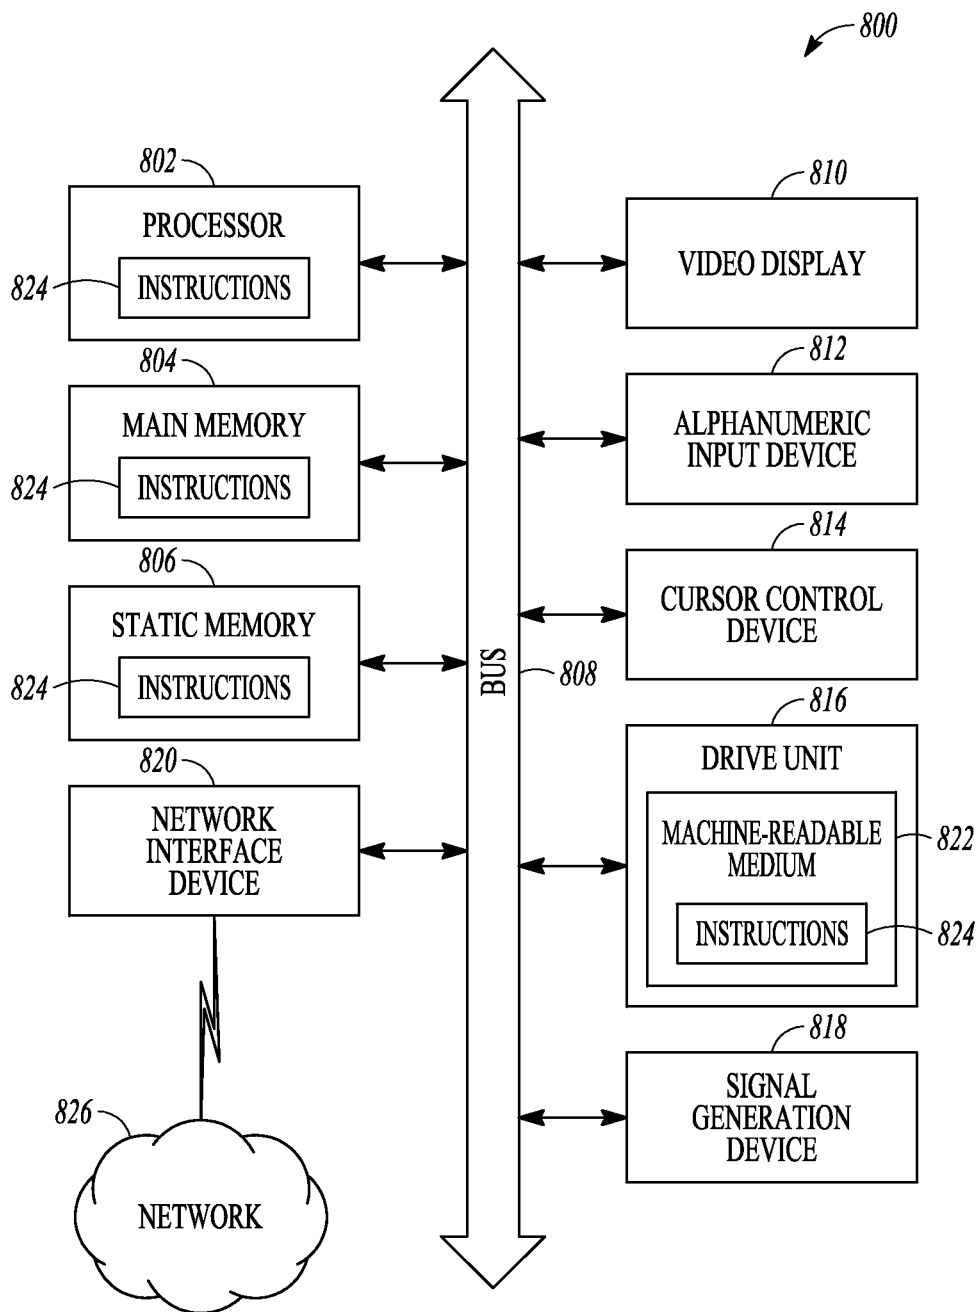 800
802
PROCESSOR
824
INSTRUCTIONS
804
MAIN MEMORY
824
INSTRUCTIONS
806
STATIC MEMORY
824
INSTRUCTIONS
820
NETWORK
INTERFACE
DEVICE
826
NETWORK
BUS
808
810
VIDEO DISPLAY
812
ALPHANUMERIC
INPUT DEVICE
814
CURSOR CONTROL
DEVICE
816
DRIVE UNIT
MACHINE-READABLE
MEDIUM
822
INSTRUCTIONS
824
818
SIGNAL
GENERATION
DEVICE